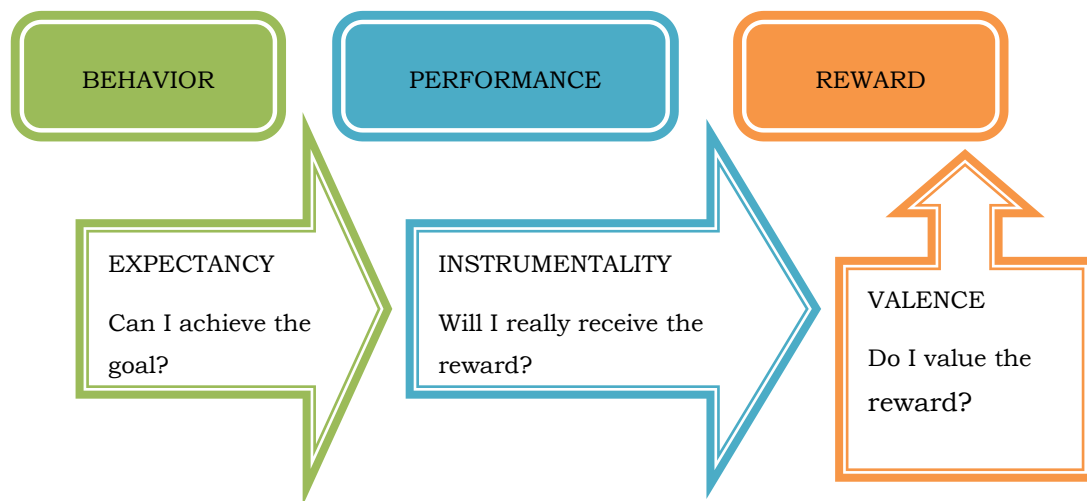 BEHAVIOR
PERFORMANCE
REWARD
EXPECTANCY
Can I achieve the
goal?
INSTRUMENTALITY
Will I really receive the
reward?
VALENCE
Do I value the
reward?